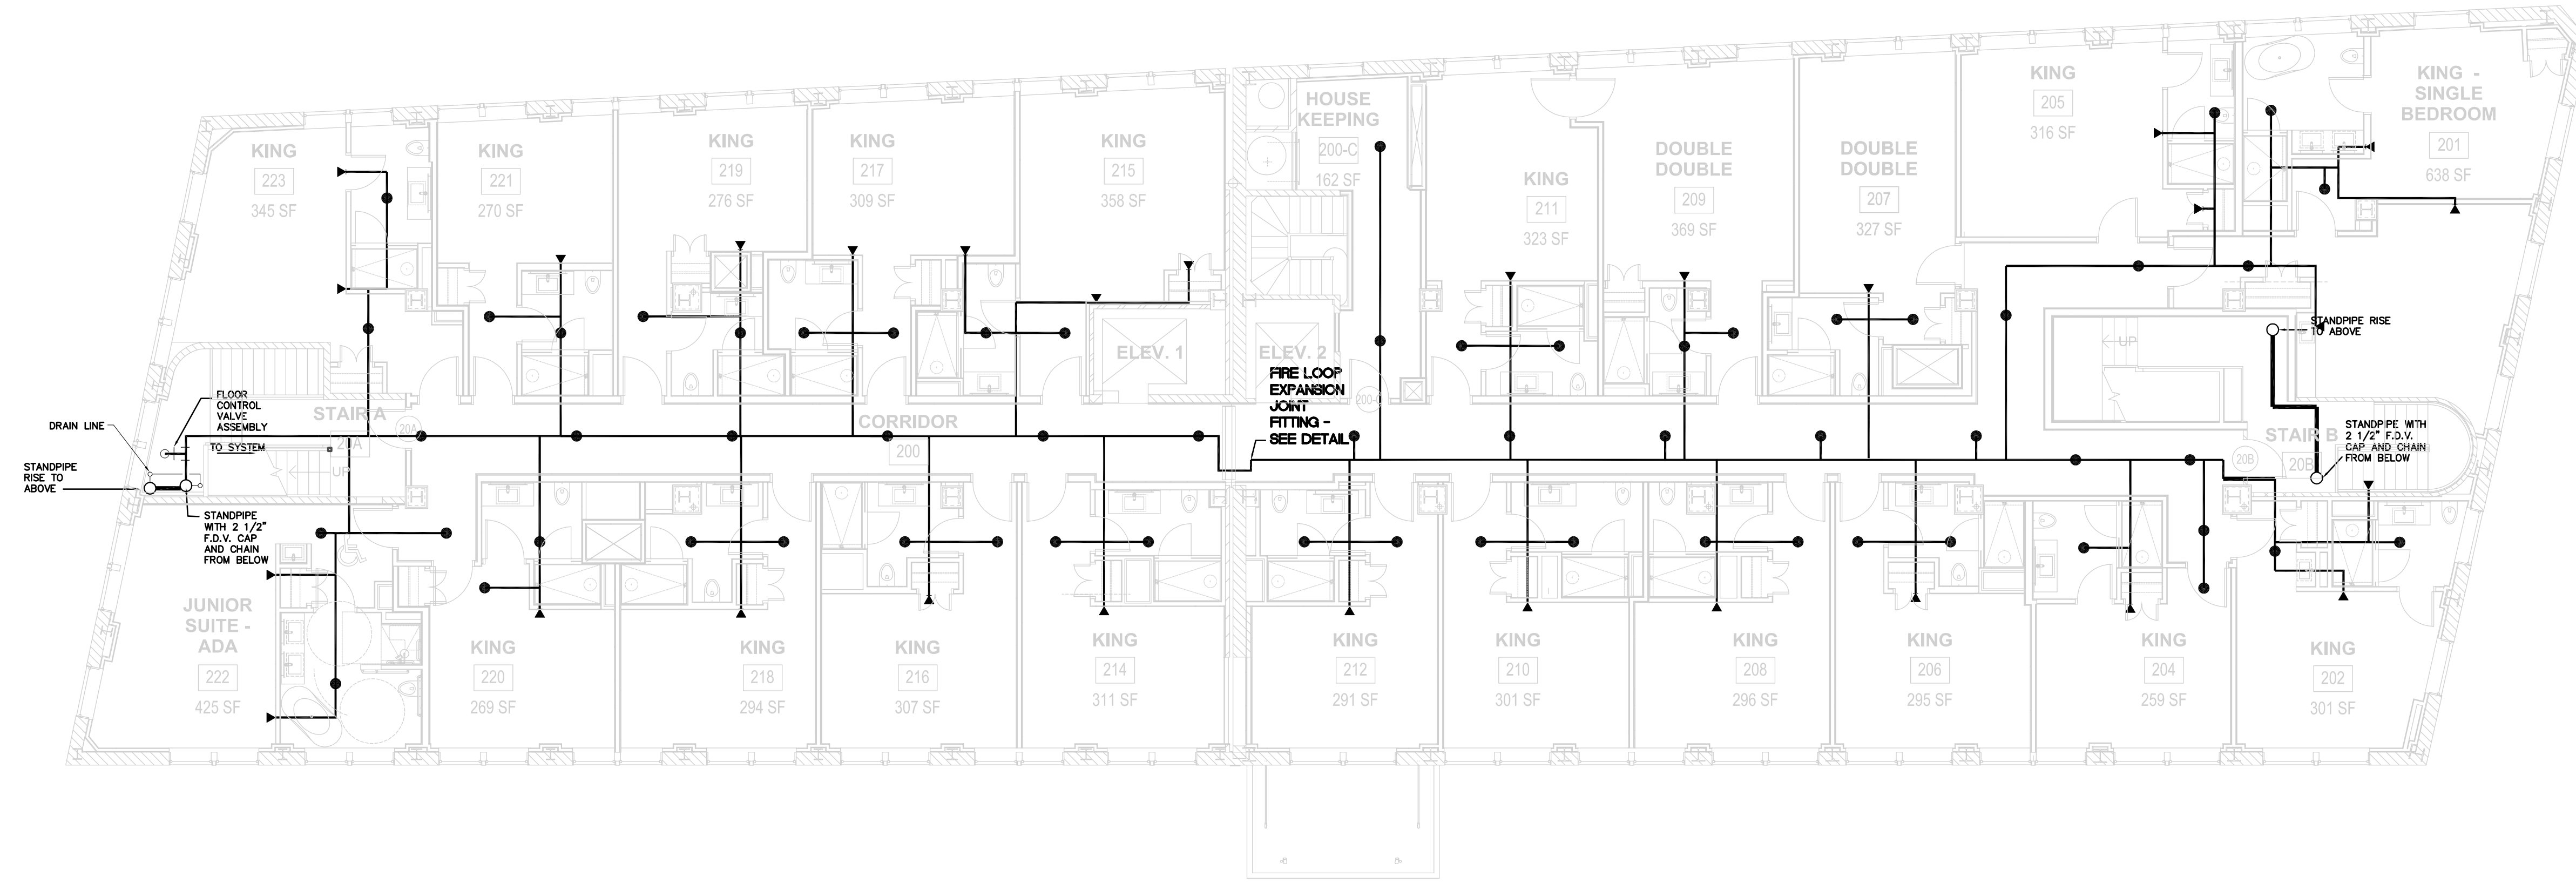 KING
223
345 SF
KING
221
270 SF
KING
219
276 SF
KING
217
309 SF
KING
215
358 SF
HOUSE
KEEPING
200-C
162 SF
KING
211
323 SF
DOUBLE
DOUBLE
209
369 SF
DOUBLE
DOUBLE
207
327 SF
KING
205
316 SF
KING -
SINGLE
BEDROOM
201
638 SF
ELEV. 1
ELEV. 2
FIRE LOOP
EXPANSION
JOINT
FITTING -
SEE DETAIL
200-C
UP
STANDPIPE RISE
TO ABOVE
STAIR B
20B
20B
STANDPIPE WITH
2 1/2" F.D.V.
CAP AND CHAIN
FROM BELOW
CORRIDOR
200
STAIR A
20A
20A
UP
FLOOR
CONTROL
VALVE
ASSEMBLY
TO SYSTEM
DRAIN LINE
STANDPIPE
RISE TO
ABOVE
STANDPIPE
WITH 2 1/2"
F.D.V. CAP
AND CHAIN
FROM BELOW
JUNIOR
SUITE -
ADA
222
425 SF
KING
220
269 SF
KING
218
294 SF
KING
216
307 SF
KING
214
311 SF
KING
212
291 SF
KING
210
301 SF
KING
208
296 SF
KING
206
295 SF
KING
204
259 SF
KING
202
301 SF